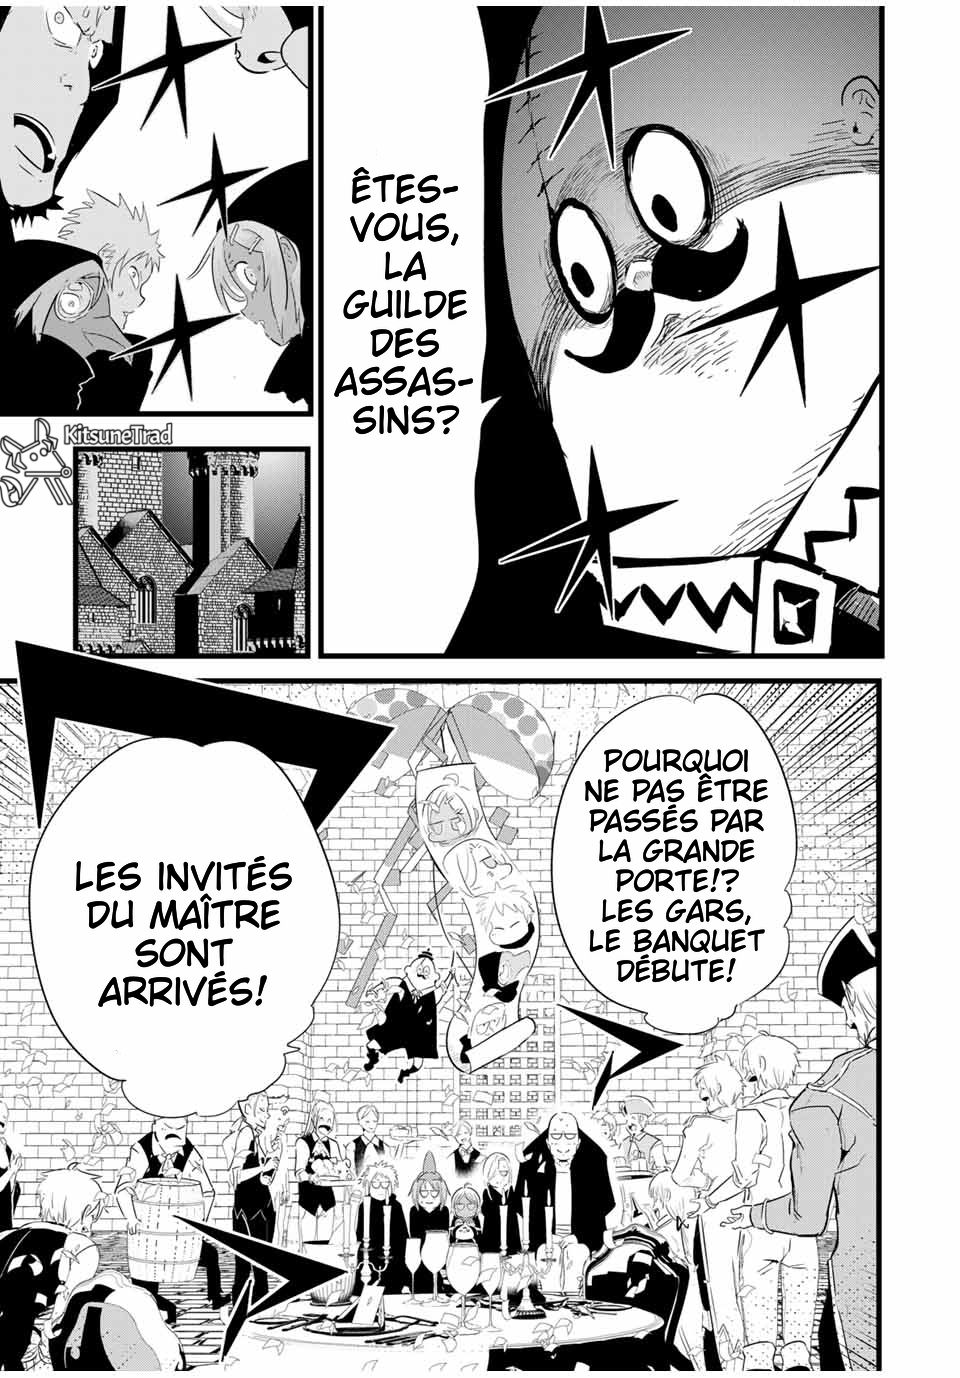 ÊTES-
VOUS,
LA
GUILDE
DES
ASSAS-
SINS?
KitsuneTrad
POURQUOI
NE PAS ÊTRE
PASSÉS PAR
LA GRANDE
PORTE!?
LES GARS,
LE BANQUET
DÉBUTE!
LES INVITÉS
DU MAÎTRE
SONT
ARRIVÉS!